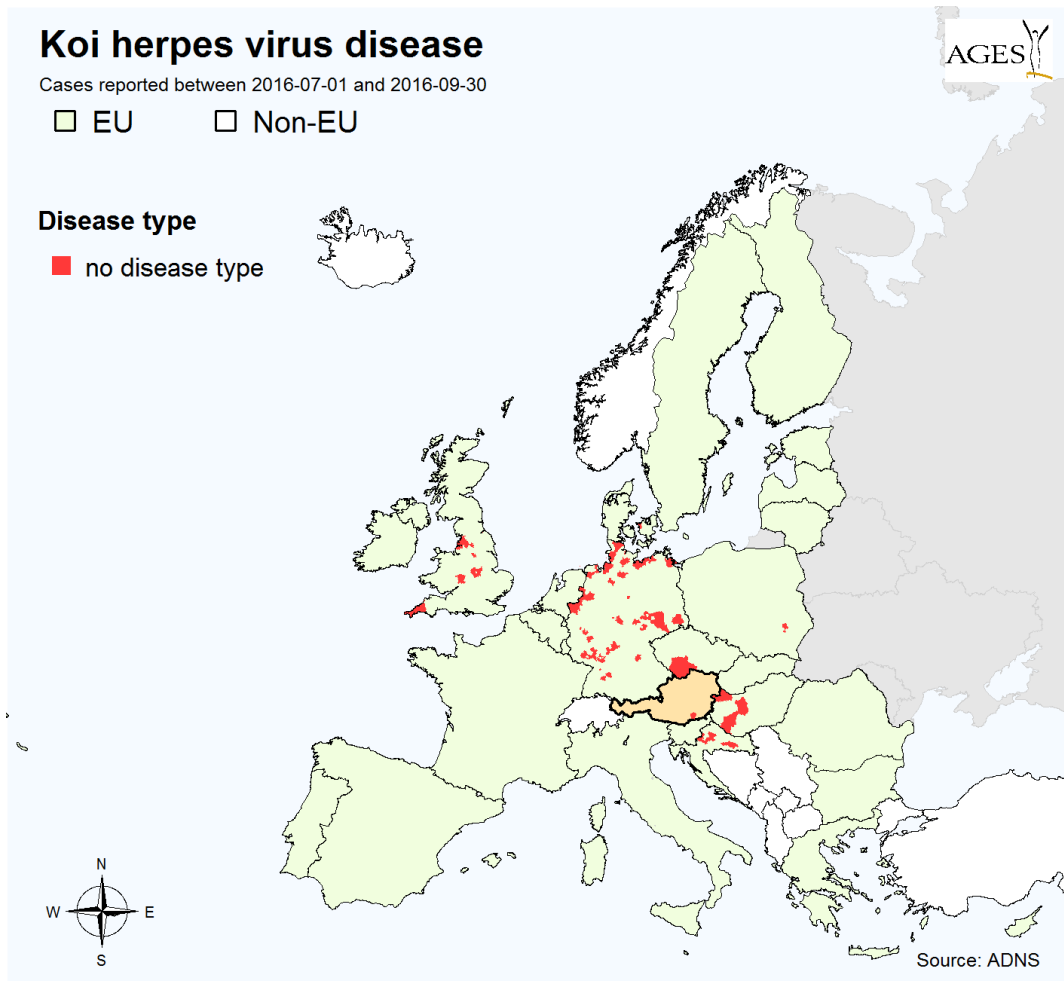 Koi herpes virus disease
Cases reported between 2016-07-01 and 2016-09-30
EU Non-EU
AGES
Disease type
no disease type
N
W E
S
Source: ADNS